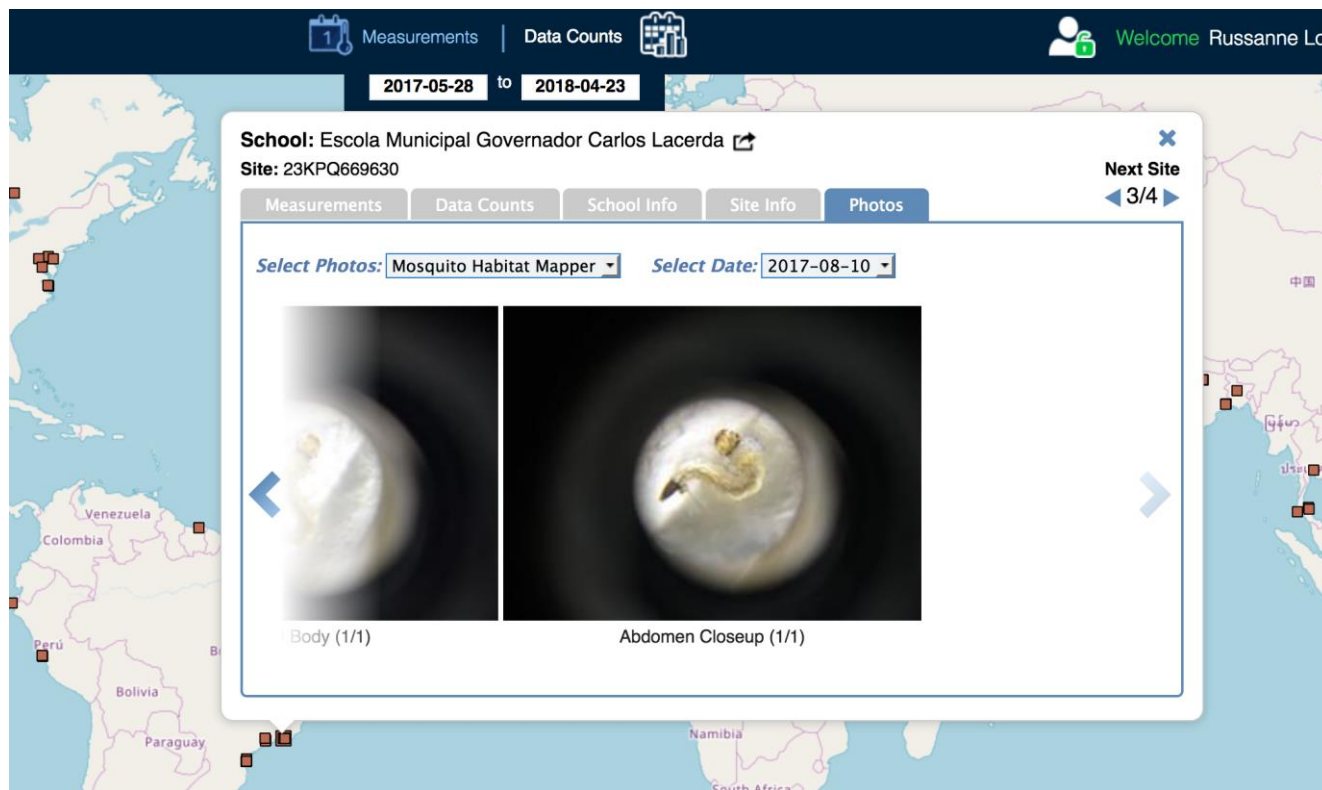 1 Measurements | Data Counts
Welcome Russanne Lo
2017-05-28 to 2018-04-23
School: Escola Municipal Governador Carlos Lacerda
Site: 23KPQ669630
Next Site
3/4
Measurements Data Counts School Info Site Info Photos
Select Photos: Mosquito Habitat Mapper Select Date: 2017-08-10
Body (1/1)
Abdomen Closeup (1/1)
中国
Venezuela
Colombia
Perú
Bolivia
Paraguay
Namibia
South Africa